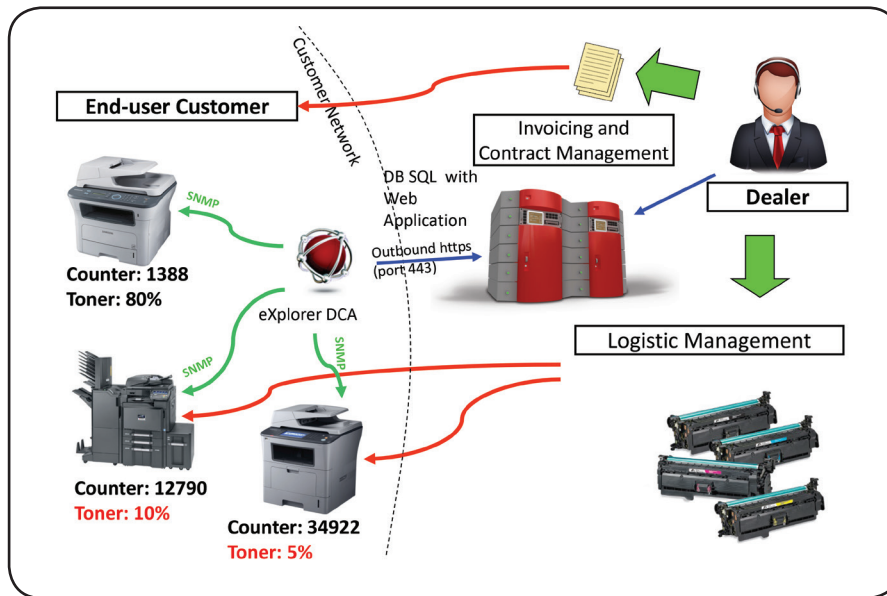 End-user Customer
Customer Network
Invoicing and
Contract Management
Dealer
SNMP
DB SQL with
Web
Application
Outbound https
(port 443)
Counter: 1388
Toner: 80%
eXplorer DCA
SNMP
SNMP
Logistic Management
Counter: 12790
Toner: 10%
Counter: 34922
Toner: 5%